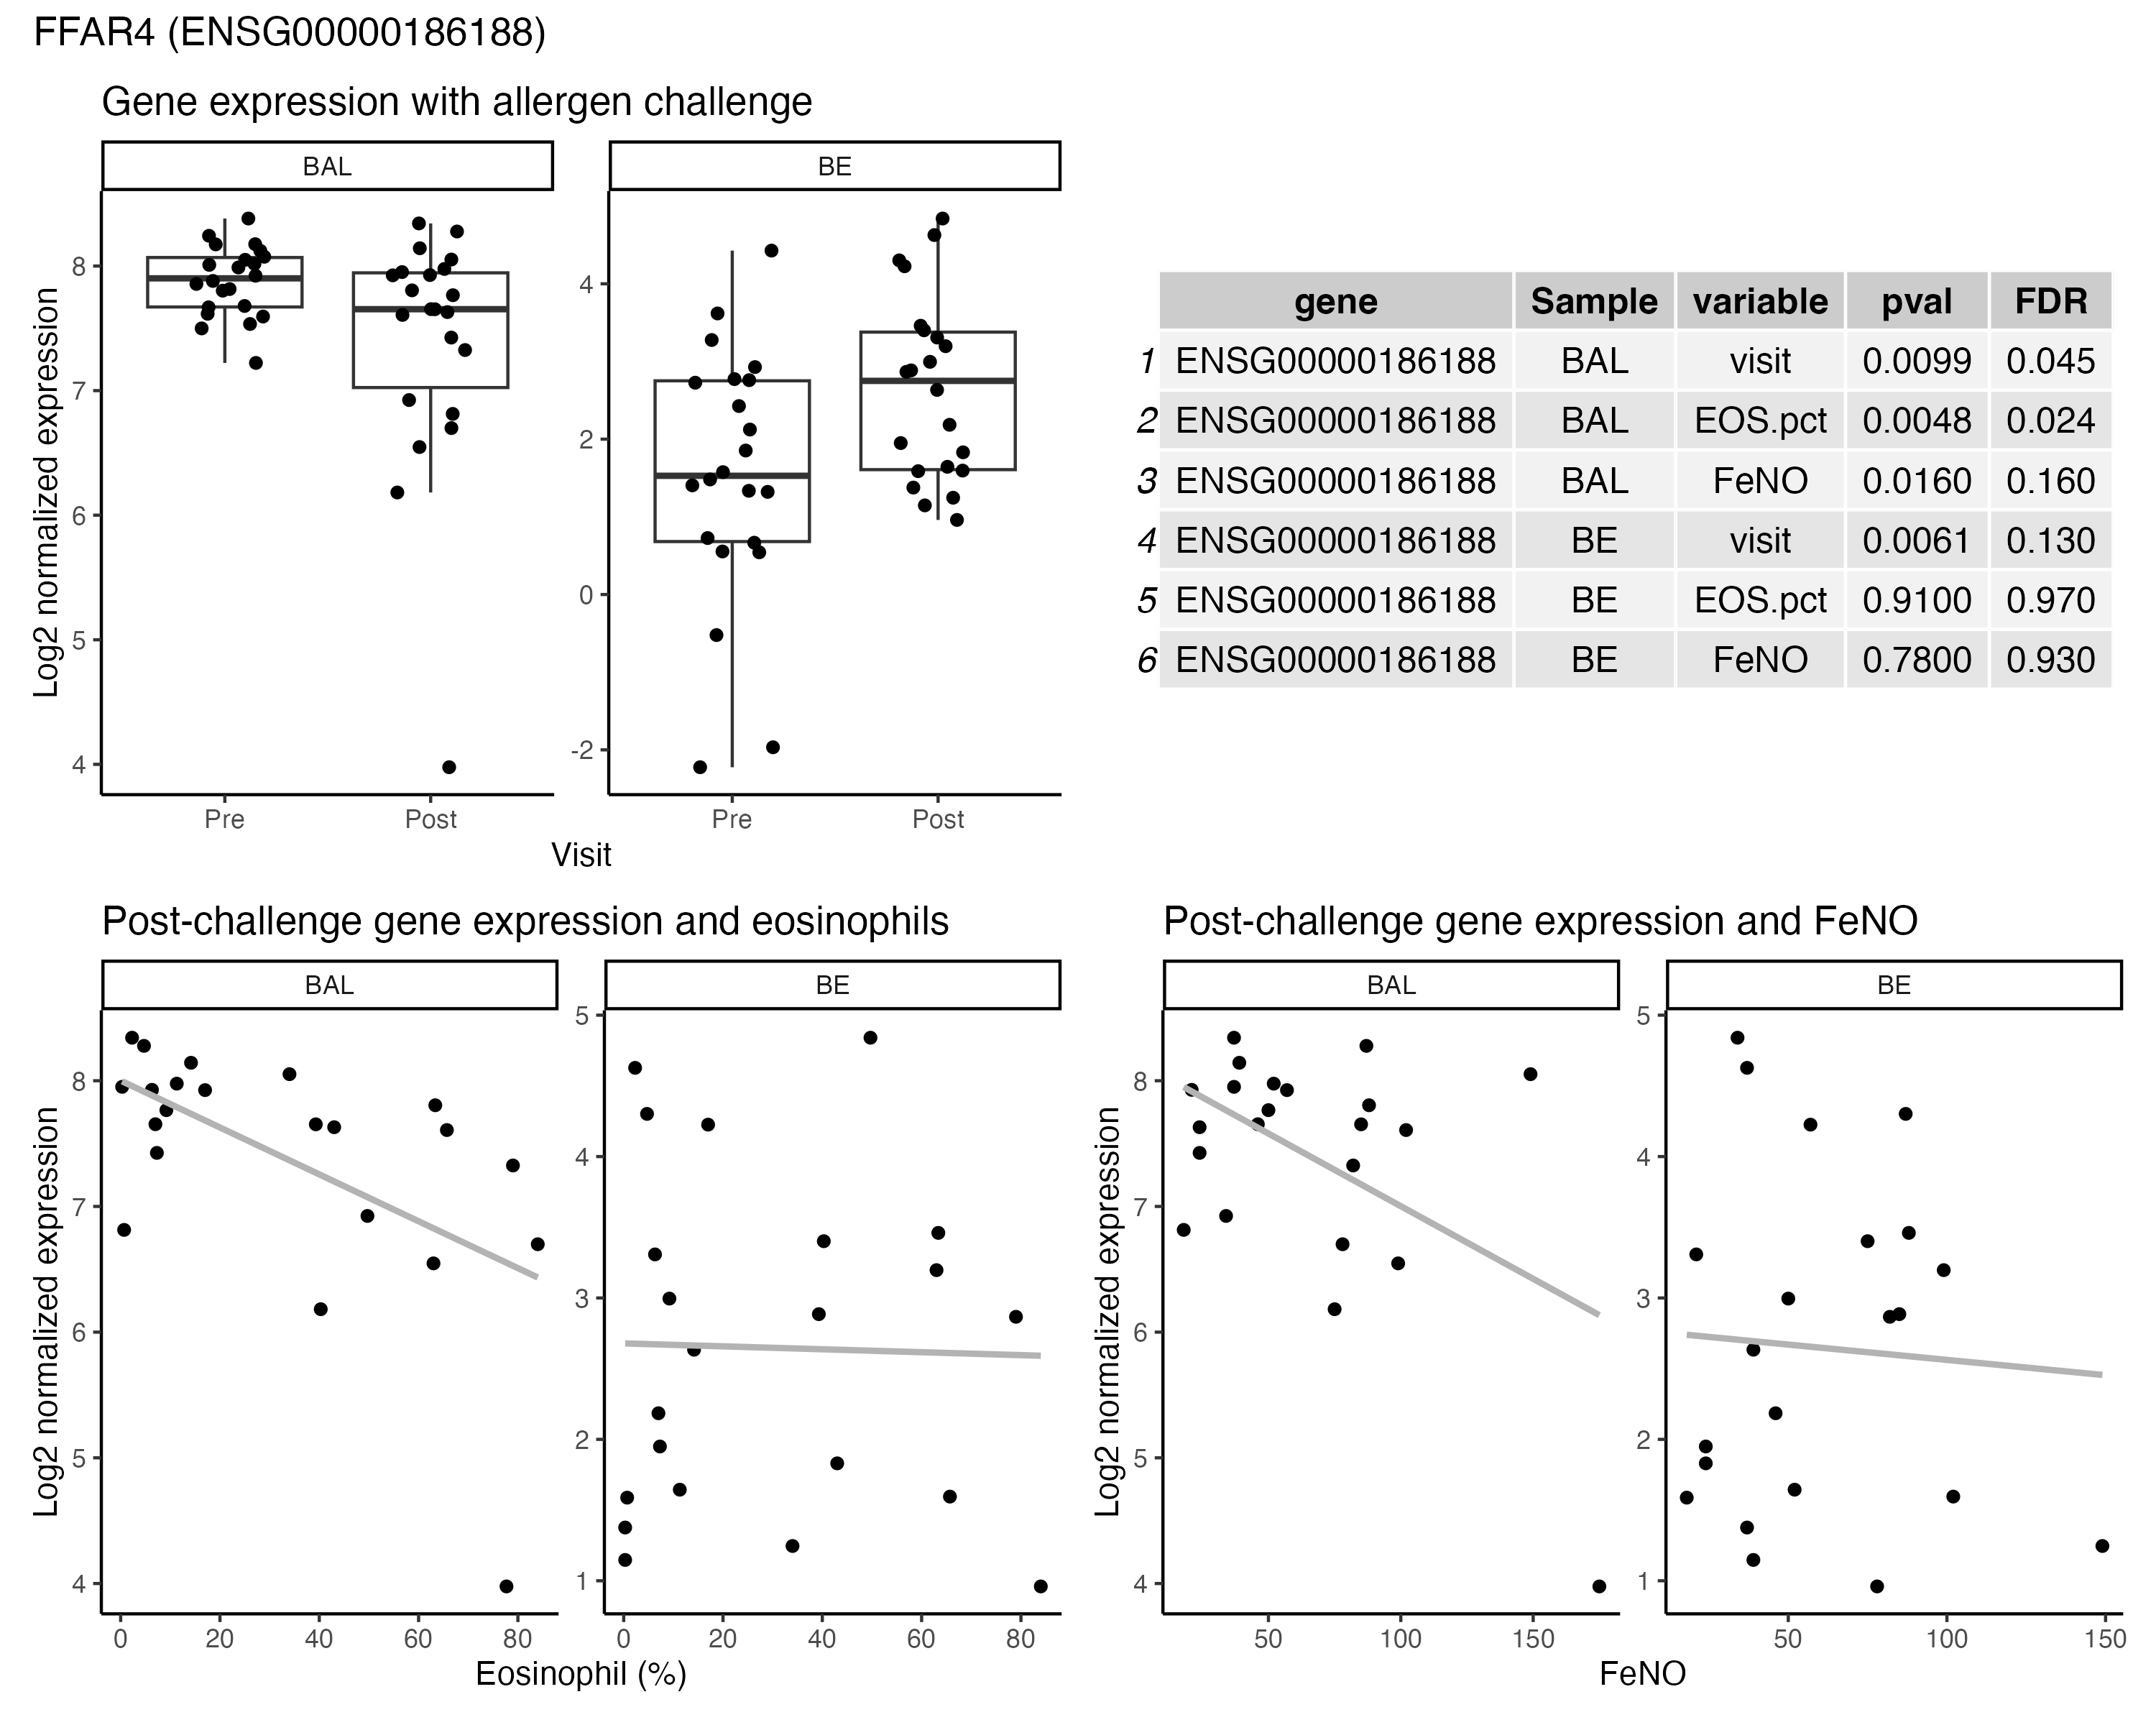 FFAR4 (ENSG00000186188)
Gene expression with allergen challenge
BAL BE
Log2 normalized expression
8
7
6
5
4
4
2
0
-2
Pre Post Pre Post
Visit
gene Sample variable pval FDR
1 ENSG00000186188 BAL visit 0.0099 0.045
2 ENSG00000186188 BAL EOS.pct 0.0048 0.024
3 ENSG00000186188 BAL FeNO 0.0160 0.160
4 ENSG00000186188 BE visit 0.0061 0.130
5 ENSG00000186188 BE EOS.pct 0.9100 0.970
6 ENSG00000186188 BE FeNO 0.7800 0.930
Post-challenge gene expression and eosinophils
BAL BE
Log2 normalized expression
8
7
6
5
4
5
4
3
2
1
0 20 40 60 80 0 20 40 60 80
Eosinophil (%)
Post-challenge gene expression and FeNO
BAL BE
Log2 normalized expression
8
7
6
5
4
5
4
3
2
1
50 100 150 50 100 150
FeNO